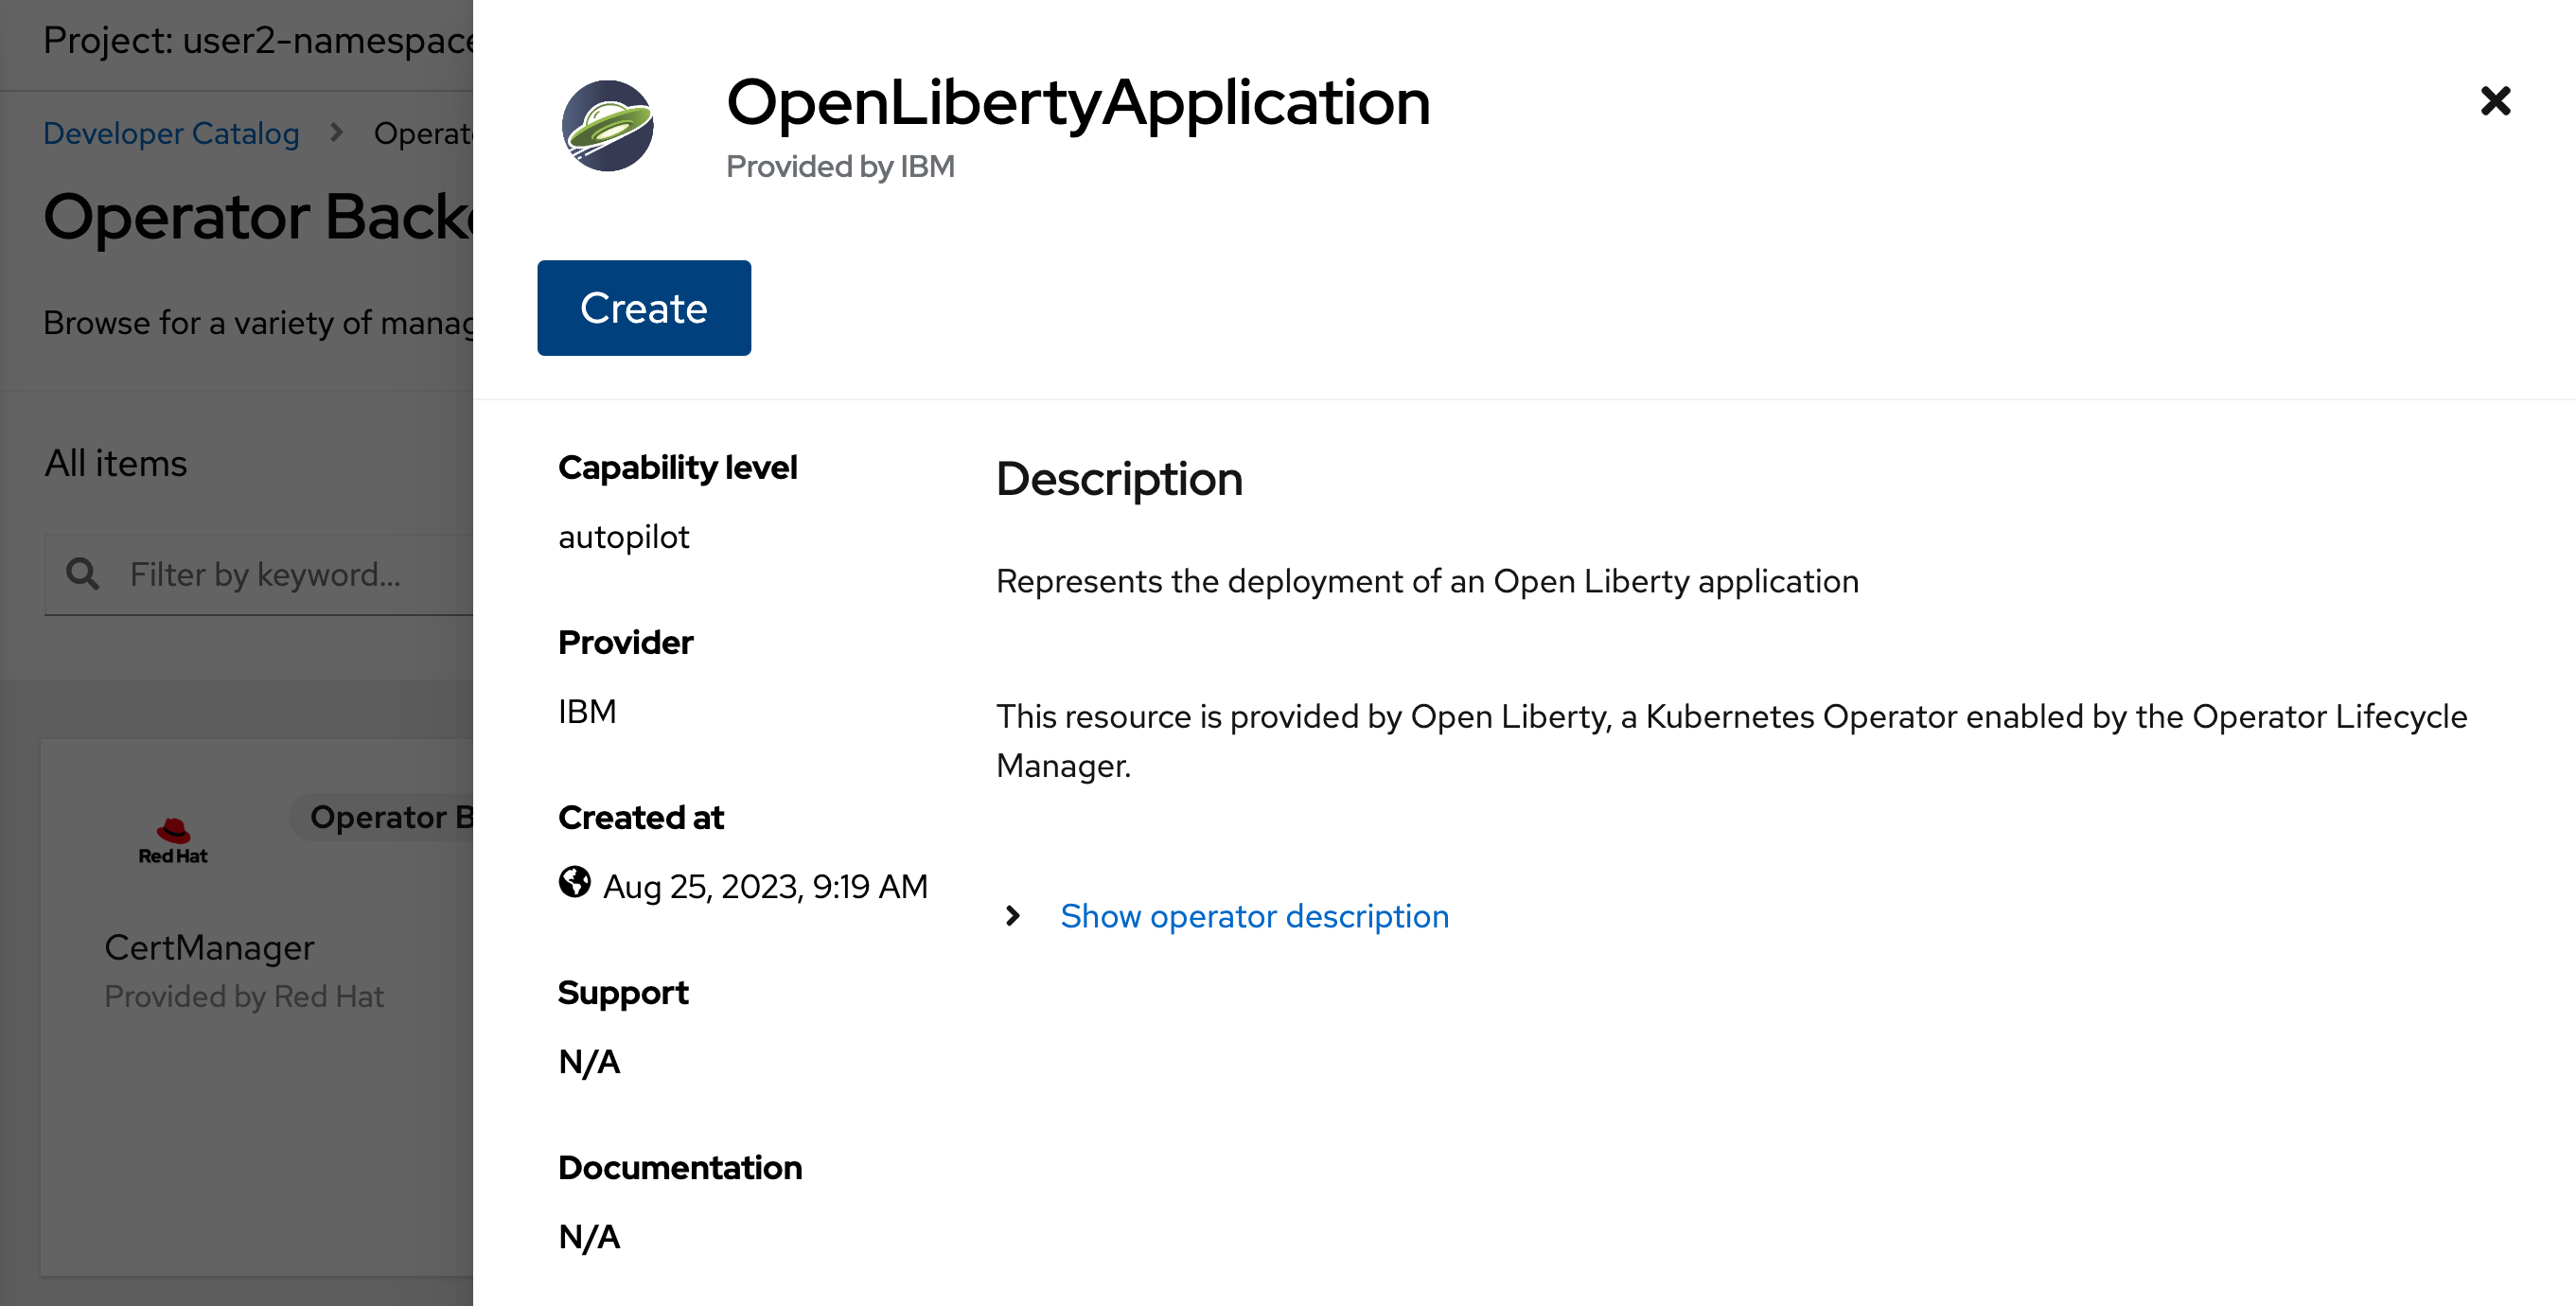 Project: user2-namespace
Developer Catalog
Operator Back
Browse for a variety of manag
All items
Filter by keyword...
Operator B
Red Hat
CertManager
Provided by Red Hat
OpenLibertyApplication
Provided by IBM
Create
Capability level
autopilot
Provider
IBM
Created at
Aug 25, 2023, 9:19 AM
Support
N/A
Documentation
N/A
Description
Represents the deployment of an Open Liberty application
This resource is provided by Open Liberty, a Kubernetes Operator enabled by the Operator Lifecycle
Manager.
Show operator description